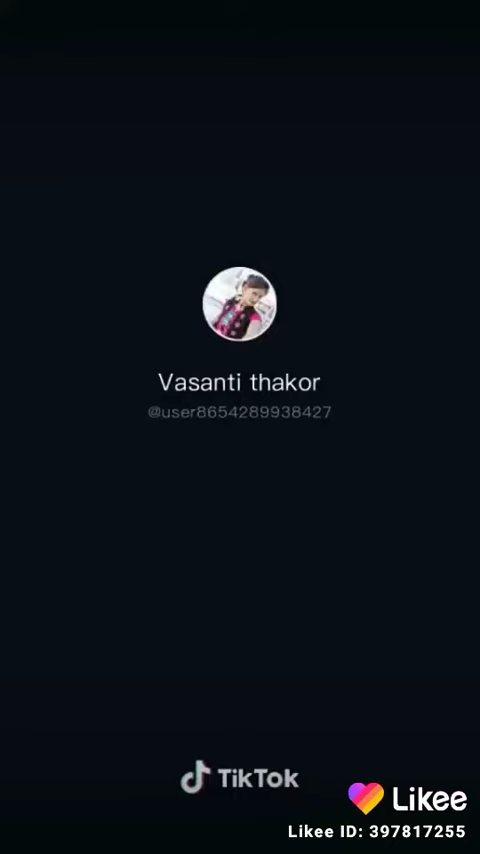 Vasanti thakor
@user8654289938427
TikTok
Likee
Likee ID: 397817255